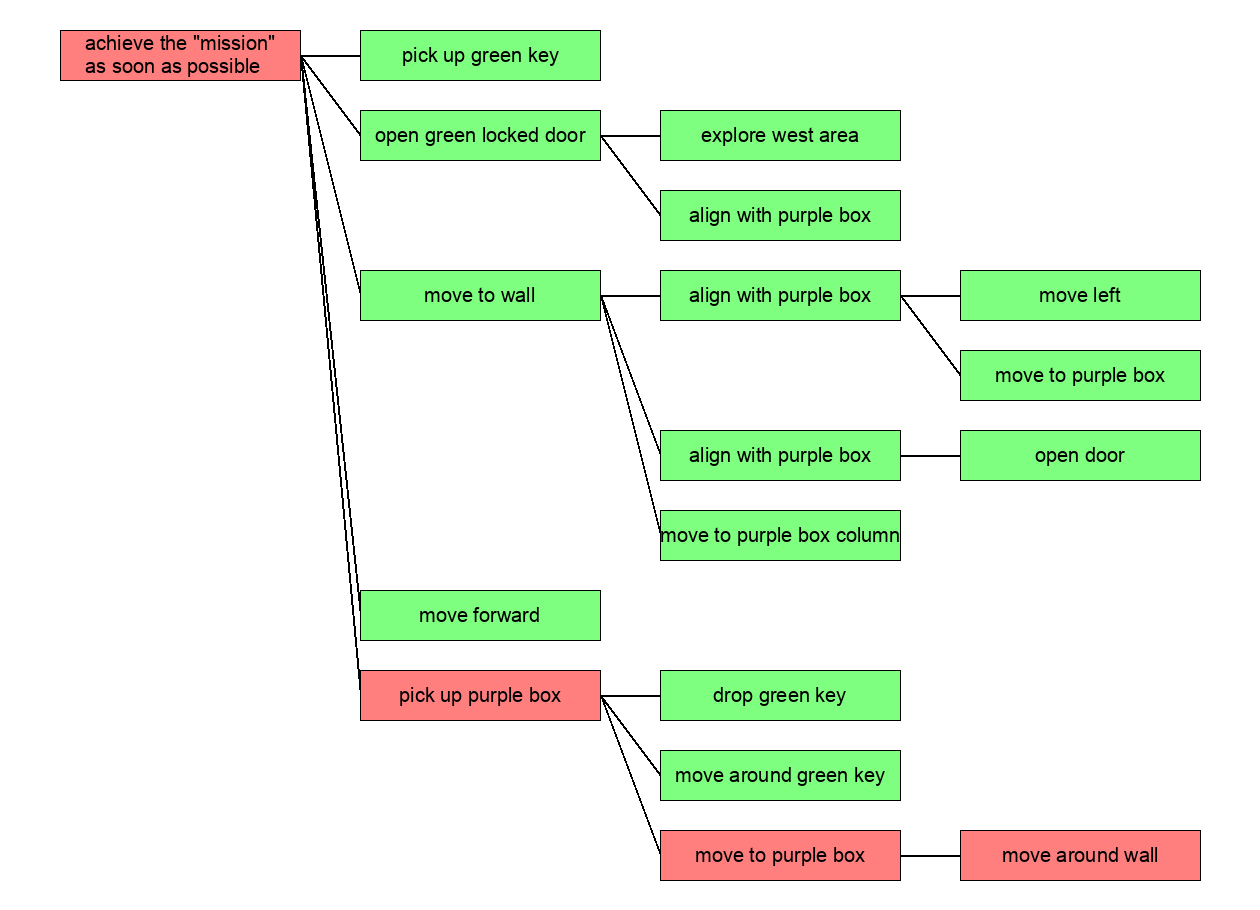 achieve the "mission"
as soon as possible
pick up green key
open green locked door
explore west area
align with purple box
move to wall
align with purple box
move left
move to purple box
align with purple box
open door
move to purple box column
move forward
pick up purple box
drop green key
move around green key
move to purple box
move around wall